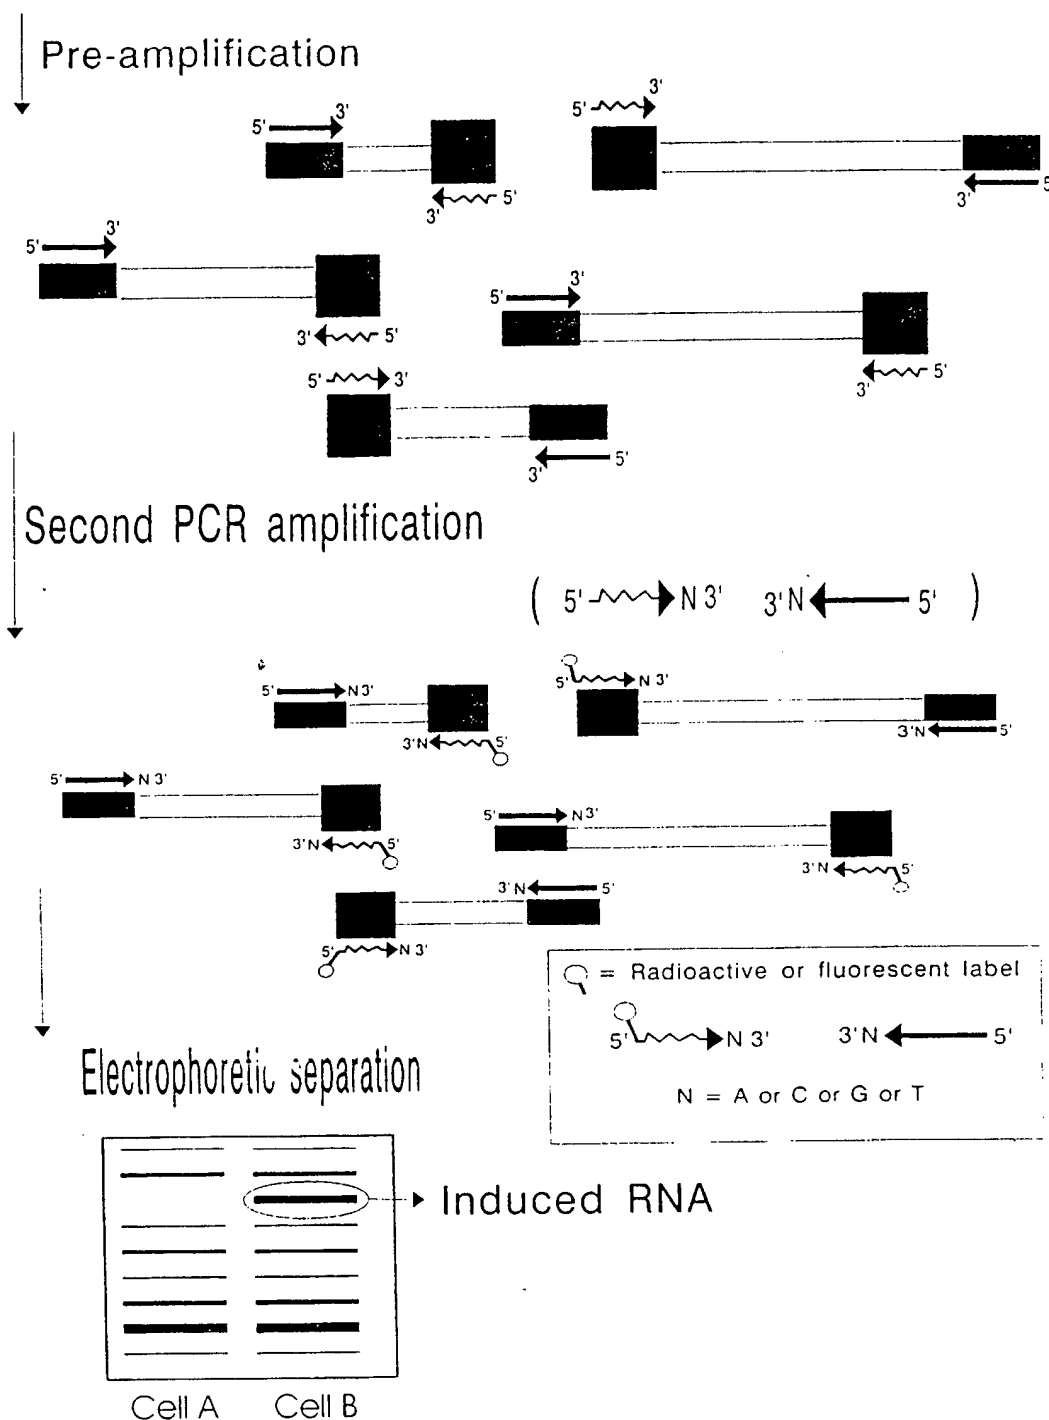 Pre-amplification
5' 3'
3' 5'
5' 3'
3' 5
5' 3'
3' 5'
5' 3'
3' 5'
5' 3'
3' 5'
Second PCR amplification
( 5' N 3' 3'N 5' )
5' N 3'
3'N 5'
5' N 3'
3'N 5'
5' N 3'
3'N 5'
5' N 3'
3'N 5'
3'N 5'
5' N 3'
= Radioactive or fluorescent label
5' N 3' 3'N 5'
N = A or C or G or T
Electrophoretic separation
Induced RNA
Cell A Cell B